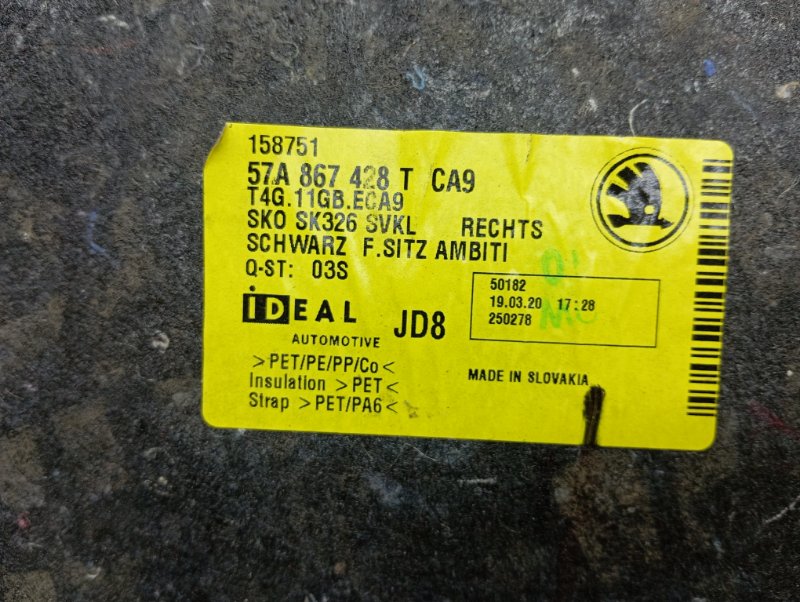 158751
57A 867 428 T CA9
T4G.11GB.ECA9
SKO SK326 SVKL RECHTS
SCHWARZ F.SITZ AMBITI
Q-ST: 03S
50182
19.03.20 17:28
250278
iDEAL
AUTOMOTIVE
JD8
>PET/PE/PP/Co<
Insulation >PET<
Strap >PET/PA6<
MADE IN SLOVAKIA